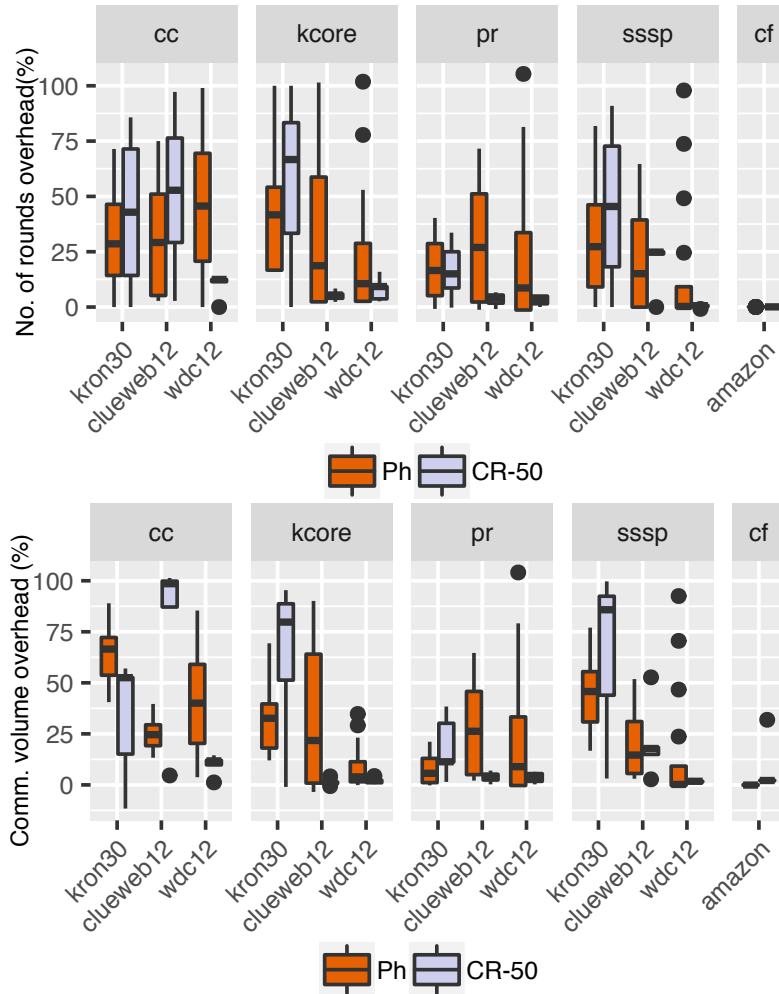 cc kcore pr sssp cf
No. of rounds overhead(%)
100
75
50
25
0
kron30 clueweb12 wdc12 kron30 clueweb12 wdc12 kron30 clueweb12 wdc12 kron30 clueweb12 wdc12 amazon
Ph CR-50
cc kcore pr sssp cf
Comm. volume overhead (%)
100
75
50
25
0
kron30 clueweb12 wdc12 kron30 clueweb12 wdc12 kron30 clueweb12 wdc12 kron30 clueweb12 wdc12 amazon
Ph CR-50